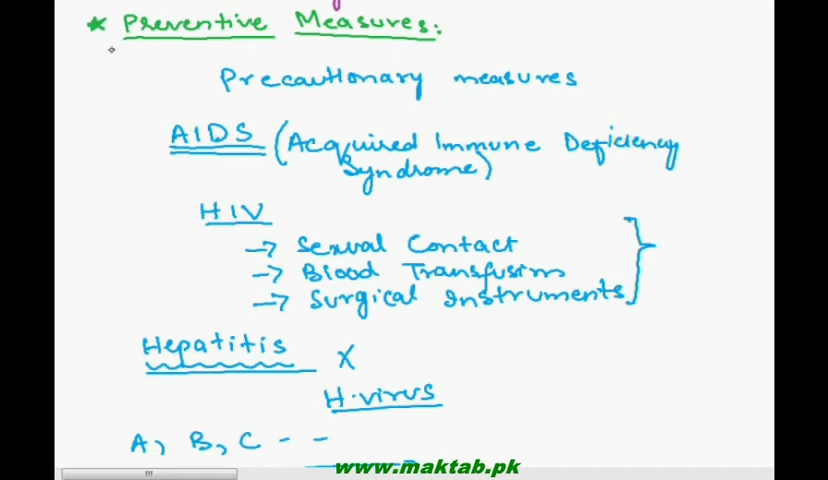 * Preventive Measures:
Precautionary measures
AIDS (Acquired Immune Deficiency
Syndrome)
HIV
→ Sexual Contact
→ Blood Transfusion
→ Surgical Instruments
Hepatitis X
H.virus
A, B, C - -
www.maktab.pk